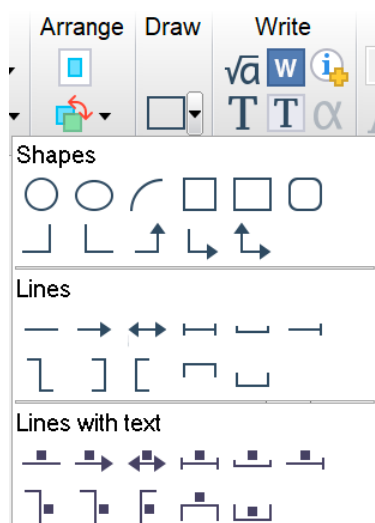 Arrange Draw Write
√a W i
T T α
Shapes
Lines
Lines with text